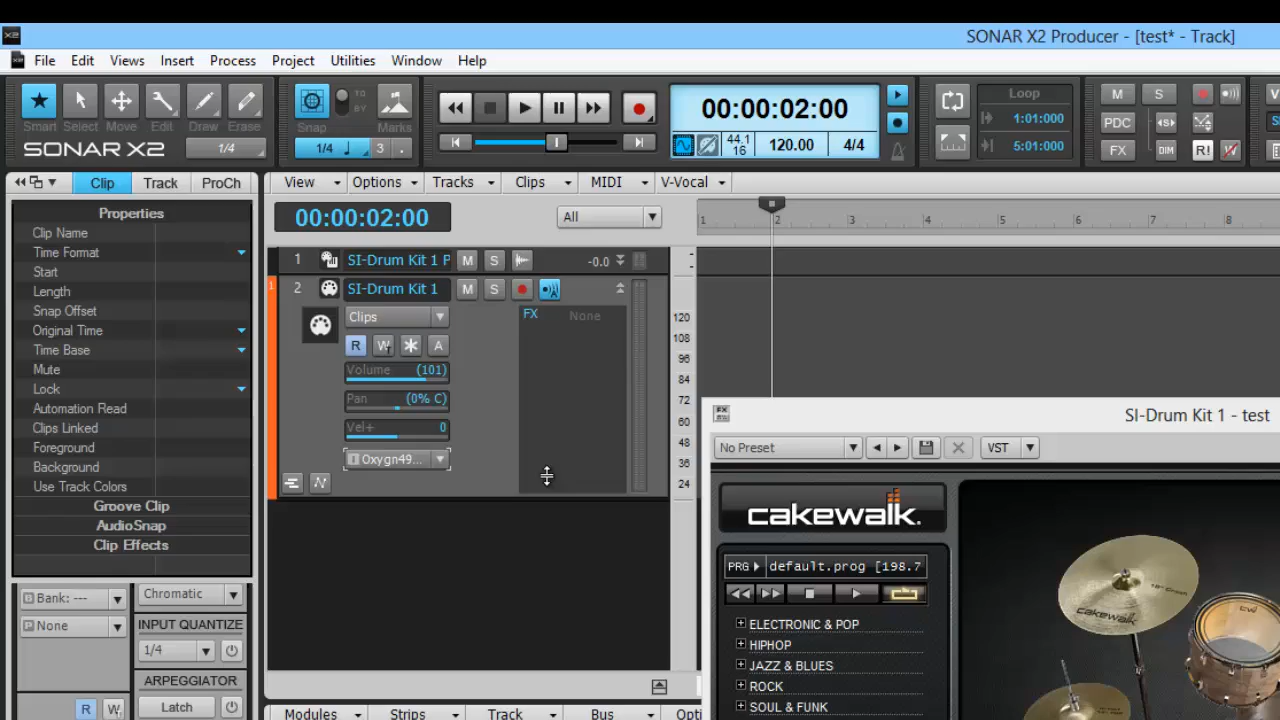 X2 SONAR X2 Producer - [test* - Track]
File Edit Views Insert Process Project Utilities Window Help
Smart Select Move Edit Draw Erase
SONAR X2 1/4
TO
BY
Snap Marks
1/4 3 .
00:00:02:00
44.1
16 120.00 4/4
Loop
1:01:000
5:01:000
M S
PDC DIM
FX R!
Clip Track ProCh
View Options Tracks Clips MIDI V-Vocal
00:00:02:00 All
1 2 3 4 5 6 7 8
Properties
Clip Name
Time Format
Start
Length
Snap Offset
Original Time
Time Base
Mute
Lock
Automation Read
Clips Linked
Foreground
Background
Use Track Colors
Groove Clip
AudioSnap
Clip Effects
Bank: ---
None
R W
Chromatic
INPUT QUANTIZE
1/4
ARPEGGIATOR
Latch
1 SI-Drum Kit 1 P M S -0.0
1 2 SI-Drum Kit 1 M S
Clips FX None
R W * A
Volume (101)
Pan (0% C)
Vel+ 0
Oxygn49...
120
108
96
84
72
60
48
36
24
Modules Strips Track Bus Opti
SI-Drum Kit 1 - test
No Preset VST
cakewalk.
PRG default.prog [198.7
ELECTRONIC & POP
HIPHOP
JAZZ & BLUES
ROCK
SOUL & FUNK
cakewalk